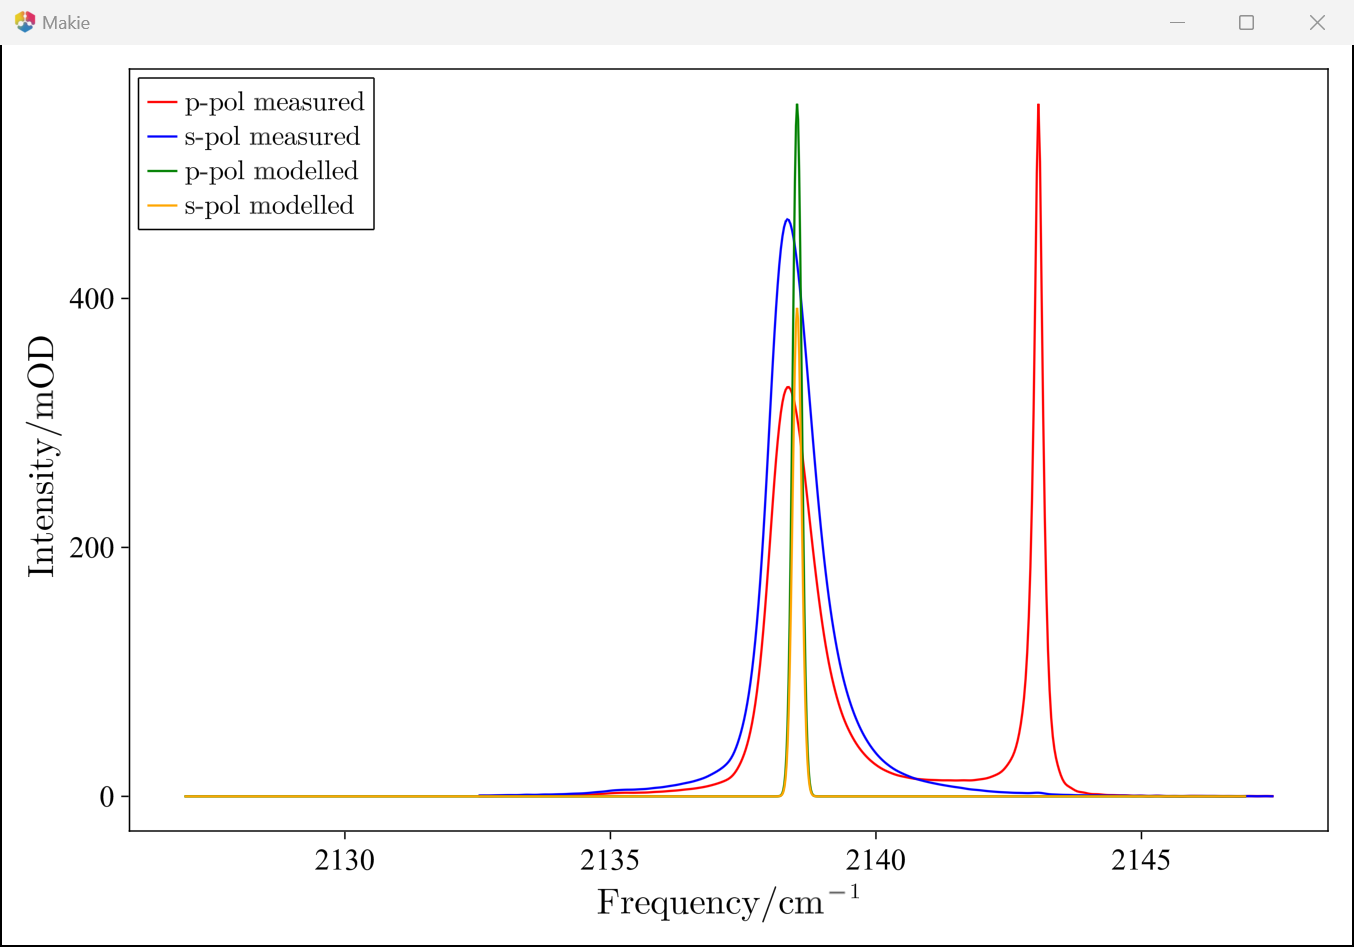 Makie
p-pol measured
s-pol measured
p-pol modelled
s-pol modelled
400
200
0
Intensity/mOD
2130 2135 2140 2145
Frequency/cm⁻¹